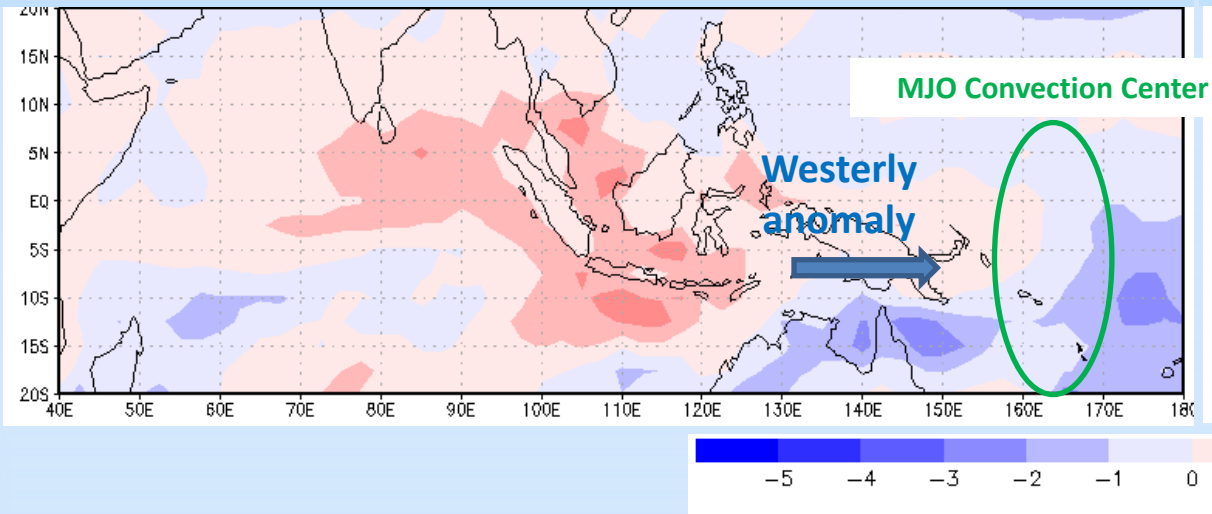 20N
15N
MJO Convection Center
10N
5N
Westerly
EQ
anomaly
5S
10S
15S
20S
40E 50E 60E 70E 80E 90E 100E 110E 120E 130E 140E 150E 160E 170E 180
−5 −4 −3 −2 −1 0